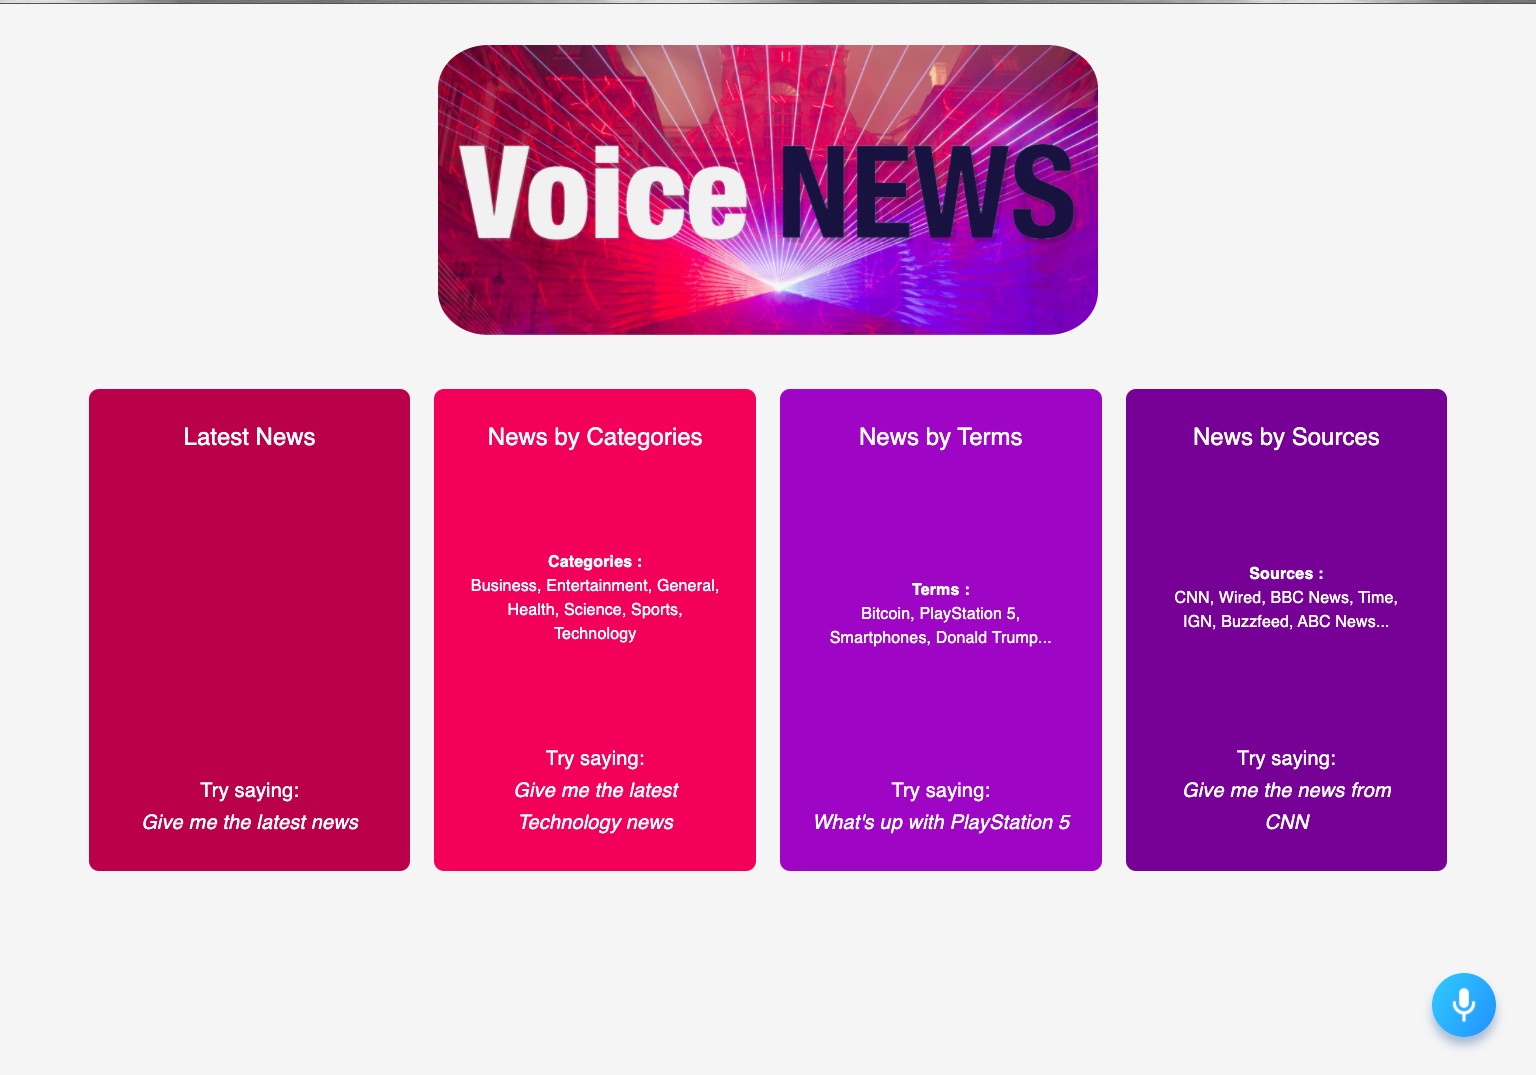 Voice NEWS
Latest News
Try saying:
Give me the latest news
News by Categories
Categories :
Business, Entertainment, General,
Health, Science, Sports,
Technology
Try saying:
Give me the latest
Technology news
News by Terms
Terms :
Bitcoin, PlayStation 5,
Smartphones, Donald Trump...
Try saying:
What's up with PlayStation 5
News by Sources
Sources :
CNN, Wired, BBC News, Time,
IGN, Buzzfeed, ABC News...
Try saying:
Give me the news from
CNN